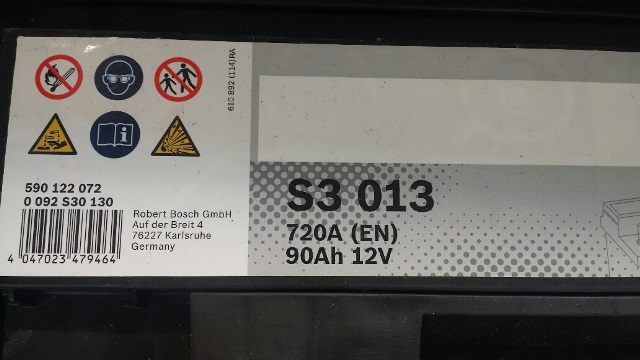 610 892 (114)RA
590 122 072
0 092 S30 130
4 047023 479464
Robert Bosch GmbH
Auf der Breit 4
76227 Karlsruhe
Germany
S3 013
720A (EN)
90Ah 12V